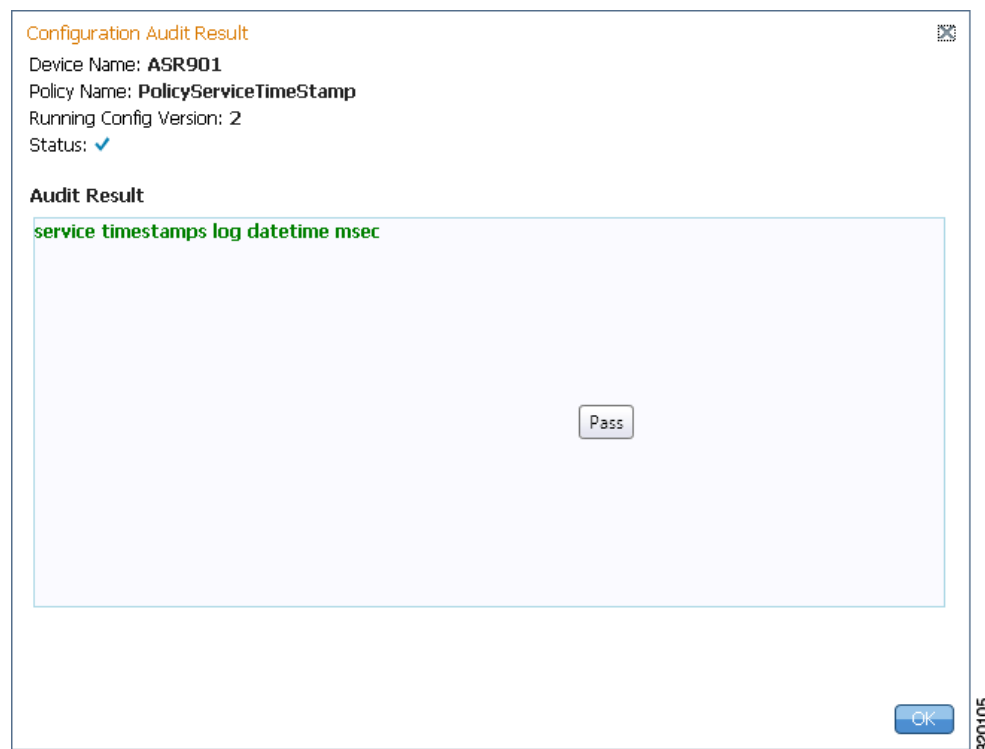 Configuration Audit Result
Device Name: ASR901
Policy Name: PolicyServiceTimeStamp
Running Config Version: 2
Status:
Audit Result
service timestamps log datetime msec
Pass
OK